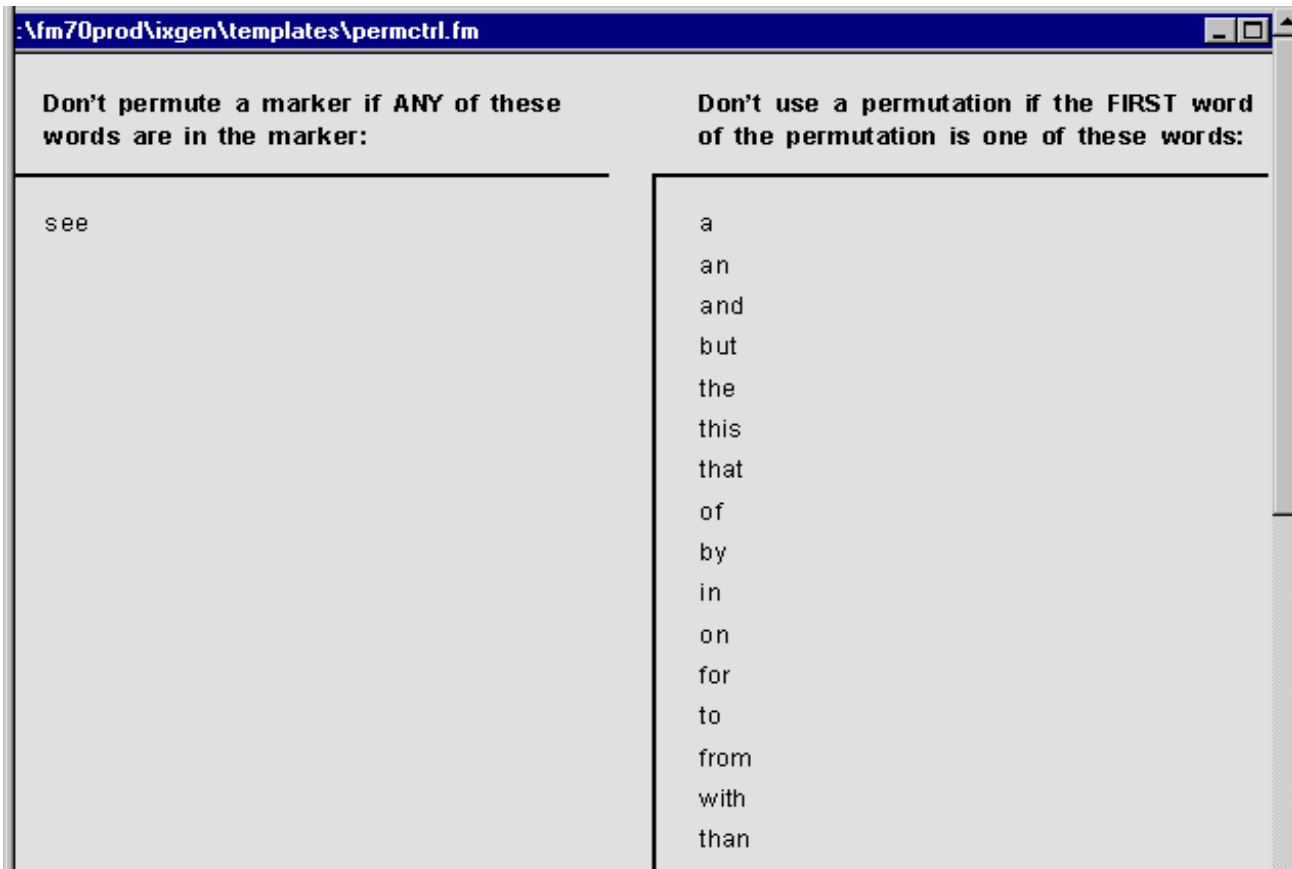 :\fm70prod\ixgen\templates\permctrl.fm
Don't permute a marker if ANY of these
words are in the marker:
see
Don't use a permutation if the FIRST word
of the permutation is one of these words:
a
an
and
but
the
this
that
of
by
in
on
for
to
from
with
than